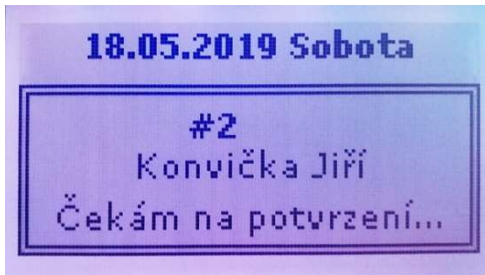 18.05.2019 Sobota
#2
Konvička Jiří
Čekám na potvrzení...